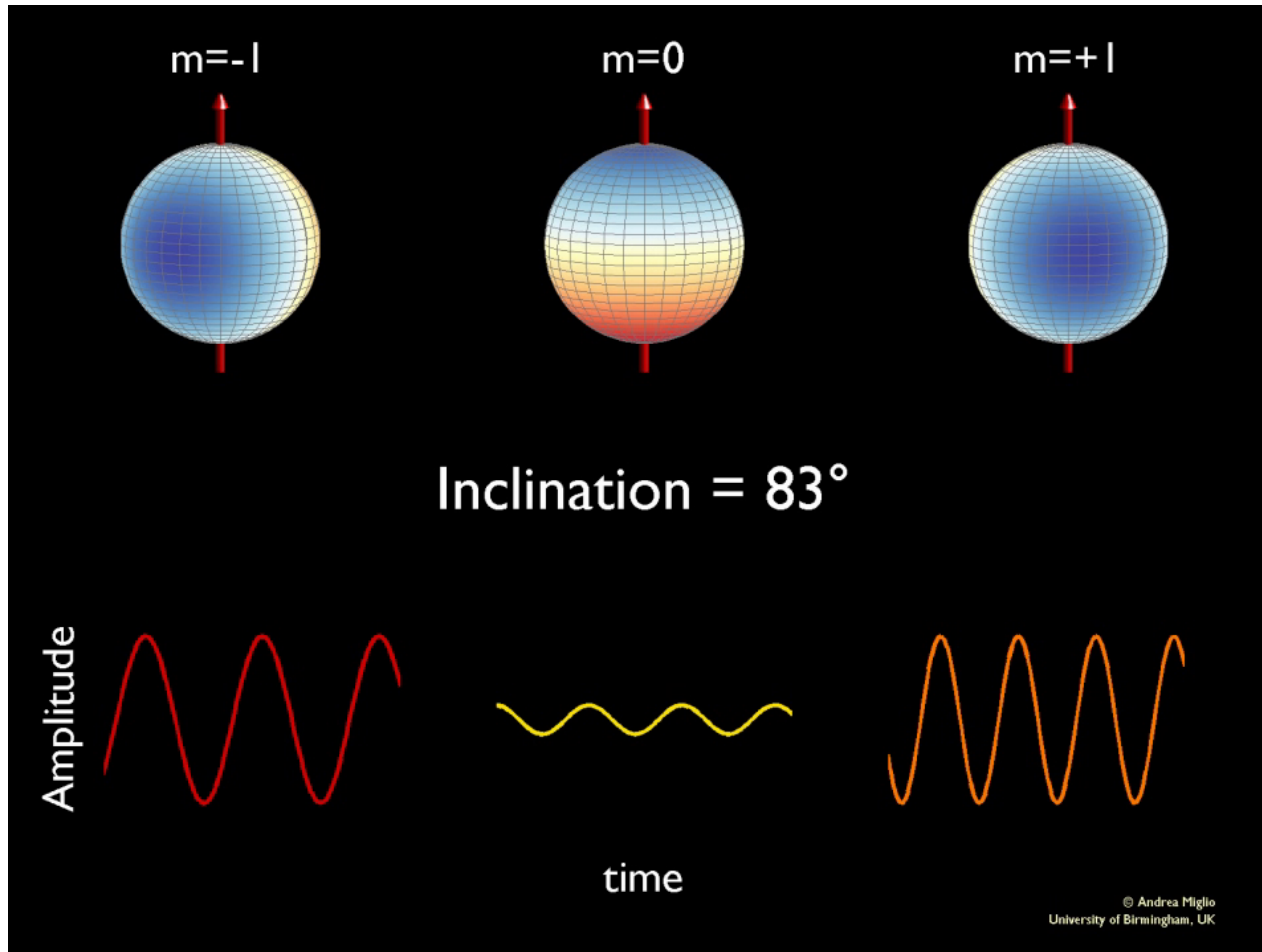 m=-1
m=0
m=+1
Inclination = 83°
Amplitude
time
© Andrea Miglio
University of Birmingham, UK